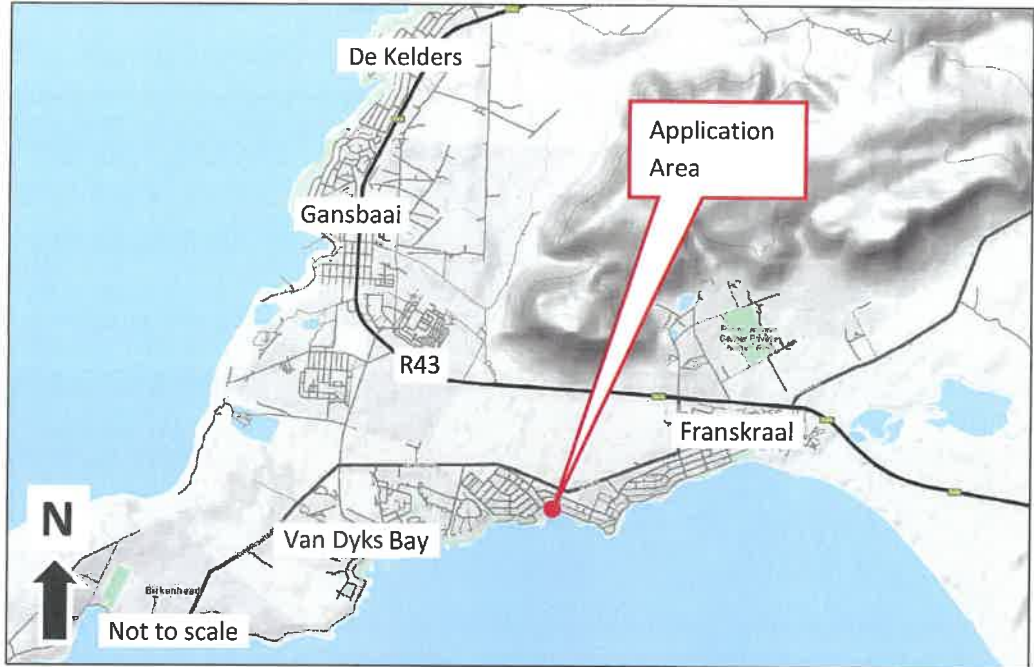 De Kelders
Application
Area
Gansbaai
R43
Franskraal
Van Dyks Bay
N
Birkenhead
Not to scale